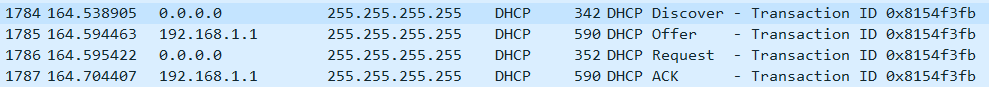 1784 164.538905 0.0.0.0 255.255.255.255 DHCP 342 DHCP Discover - Transaction ID 0x8154f3fb
1785 164.594463 192.168.1.1 255.255.255.255 DHCP 590 DHCP Offer - Transaction ID 0x8154f3fb
1786 164.595422 0.0.0.0 255.255.255.255 DHCP 352 DHCP Request - Transaction ID 0x8154f3fb
1787 164.704407 192.168.1.1 255.255.255.255 DHCP 590 DHCP ACK - Transaction ID 0x8154f3fb